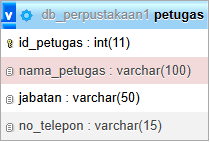 v db_perpustakaan1 petugas
id_petugas : int(11)
nama_petugas : varchar(100)
jabatan : varchar(50)
no_telepon : varchar(15)